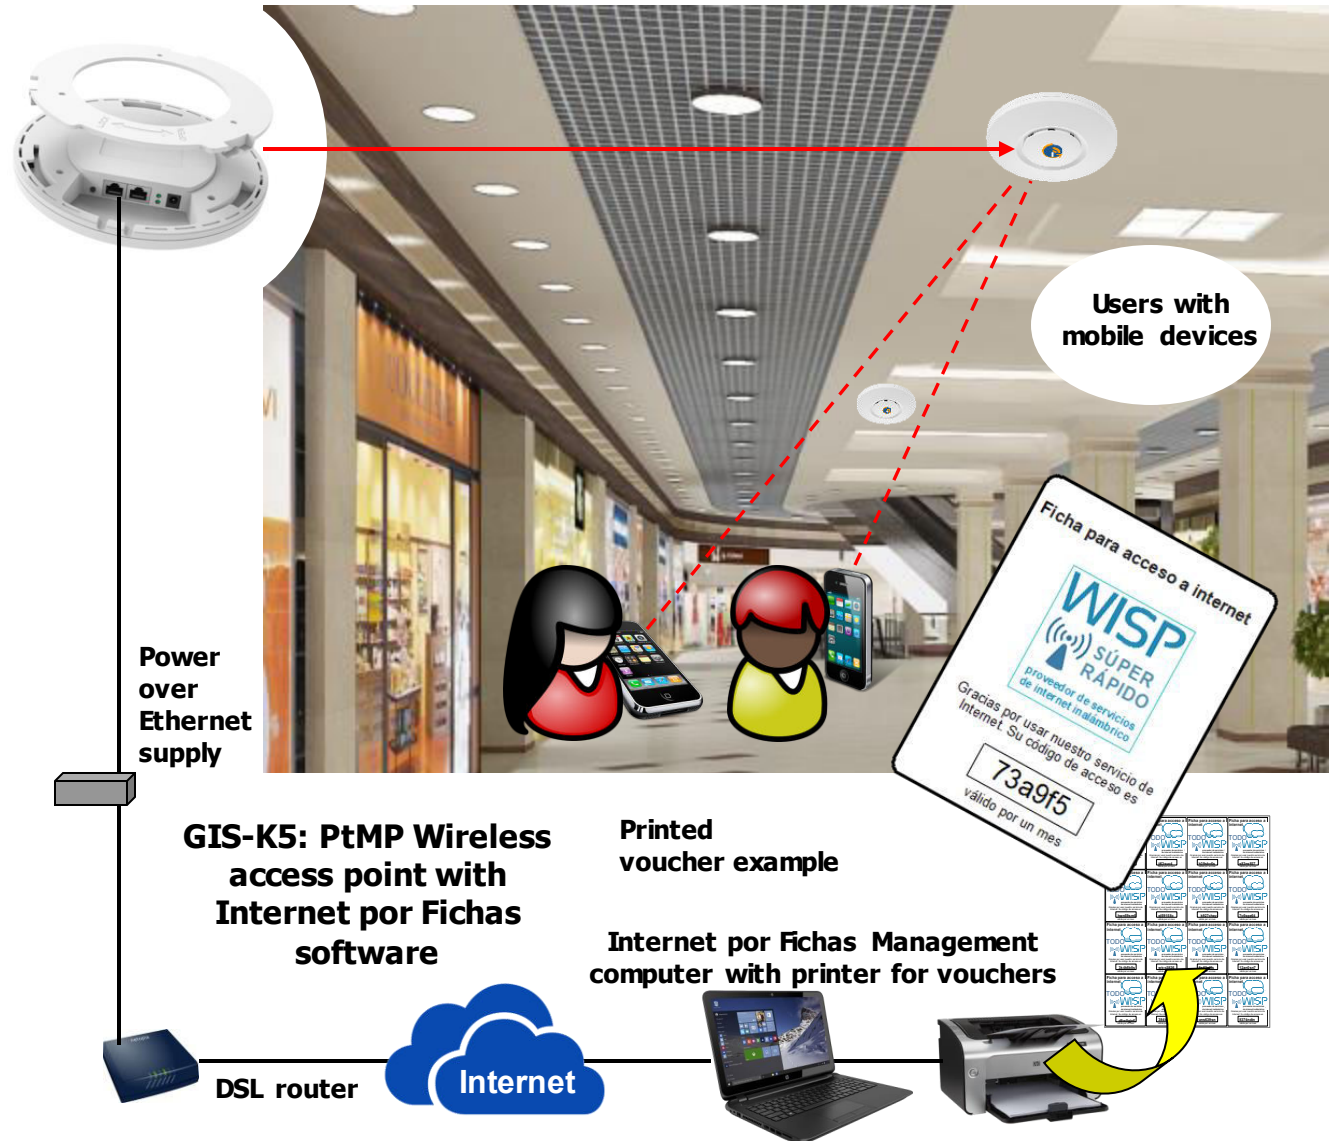 Users with
mobile devices
Ficha para acceso a internet
WISP
SÚPER
RÁPIDO
proveedor de servicios
de internet inalámbrico
Gracias por usar nuestro servicio de
Internet. Su código de acceso es
73a9f5
válido por un mes
Power
over
Ethernet
supply
GIS-K5: PtMP Wireless
access point with
Internet por Fichas
software
Printed
voucher example
Internet por Fichas Management
computer with printer for vouchers
DSL router
Internet